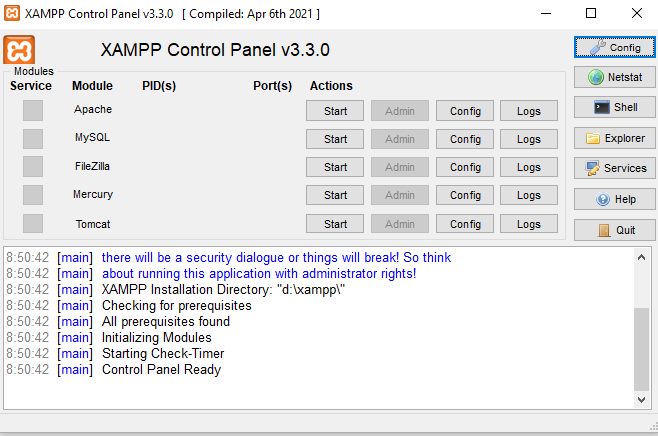 XAMPP Control Panel v3.3.0 [ Compiled: Apr 6th 2021 ]
XAMPP Control Panel v3.3.0
Config
Modules
Service Module PID(s) Port(s) Actions
Netstat
Apache Start Admin Config Logs
Shell
MySQL Start Admin Config Logs
Explorer
FileZilla Start Admin Config Logs
Services
Mercury Start Admin Config Logs
Help
Tomcat Start Admin Config Logs
Quit
8:50:42 [main] there will be a security dialogue or things will break! So think
8:50:42 [main] about running this application with administrator rights!
8:50:42 [main] XAMPP Installation Directory: "d:\xampp\"
8:50:42 [main] Checking for prerequisites
8:50:42 [main] All prerequisites found
8:50:42 [main] Initializing Modules
8:50:42 [main] Starting Check-Timer
8:50:42 [main] Control Panel Ready